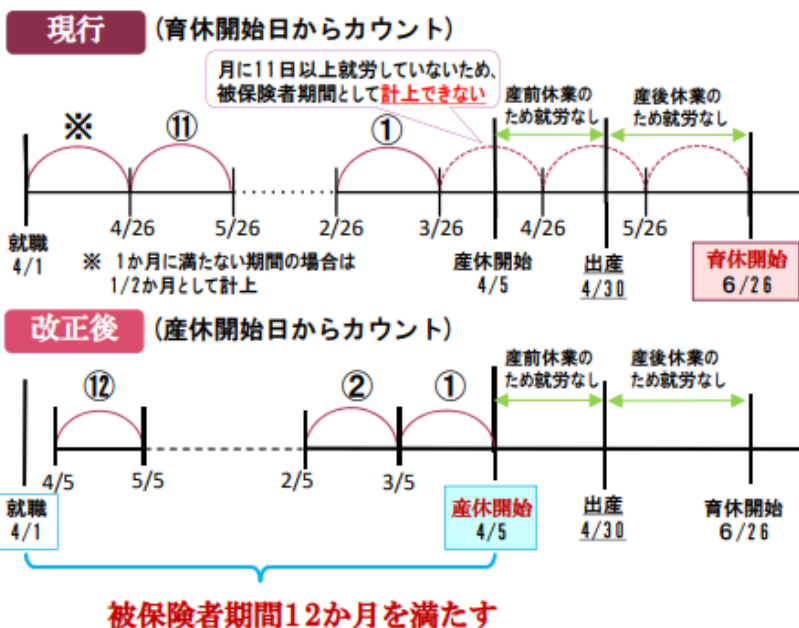 現行 (育休開始日からカウント)
月に11日以上就労していないため、
被保険者期間として計上できない
産前休業の
ため就労なし
産後休業の
ため就労なし
※ ⑪ ①
4/26 5/26 2/26 3/26 4/26 5/26
就職
4/1
※ 1か月に満たない期間の場合は
1/2か月として計上
産休開始
4/5
出産
4/30
育休開始
6/26
改正後 (産休開始日からカウント)
産前休業の
ため就労なし
産後休業の
ため就労なし
⑫ ② ①
4/5 5/5 2/5 3/5
就職
4/1
産休開始
4/5
出産
4/30
育休開始
6/26
被保険者期間12か月を満たす